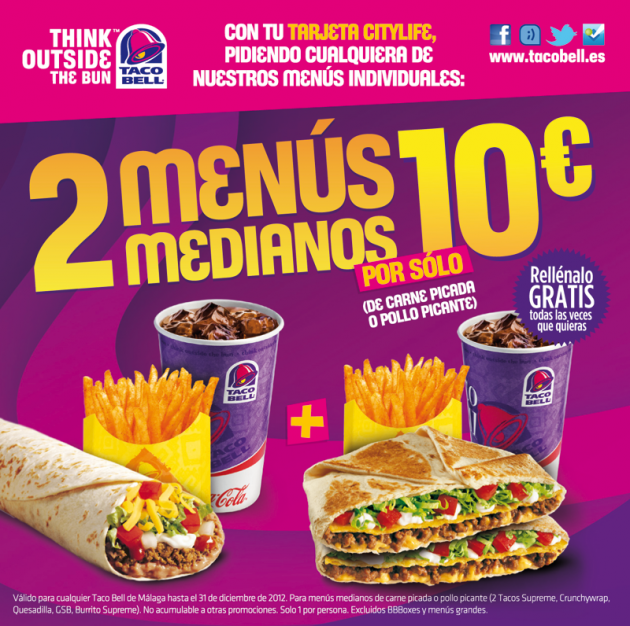 THINK™
OUTSIDE
THE BUN
TACO
BELL®
CON TU TARJETA CITYLIFE,
PIDIENDO CUALQUIERA DE
NUESTROS MENÚS INDIVIDUALES:
www.tacobell.es
2 MENÚS
MEDIANOS
10€
POR SÓLO
(DE CARNE PICADA
O POLLO PICANTE)
Rellénalo
GRATIS
todas las veces
que quieras
TACO
BELL
TACO
BELL
+
Coca-Cola
Válido para cualquier Taco Bell de Málaga hasta el 31 de diciembre de 2012. Para menús medianos de carne picada o pollo picante (2 Tacos Supreme, Crunchywrap,
Quesadilla, GSB, Burrito Supreme). No acumulable a otras promociones. Solo 1 por persona. Excluidos BBBoxes y menús grandes.